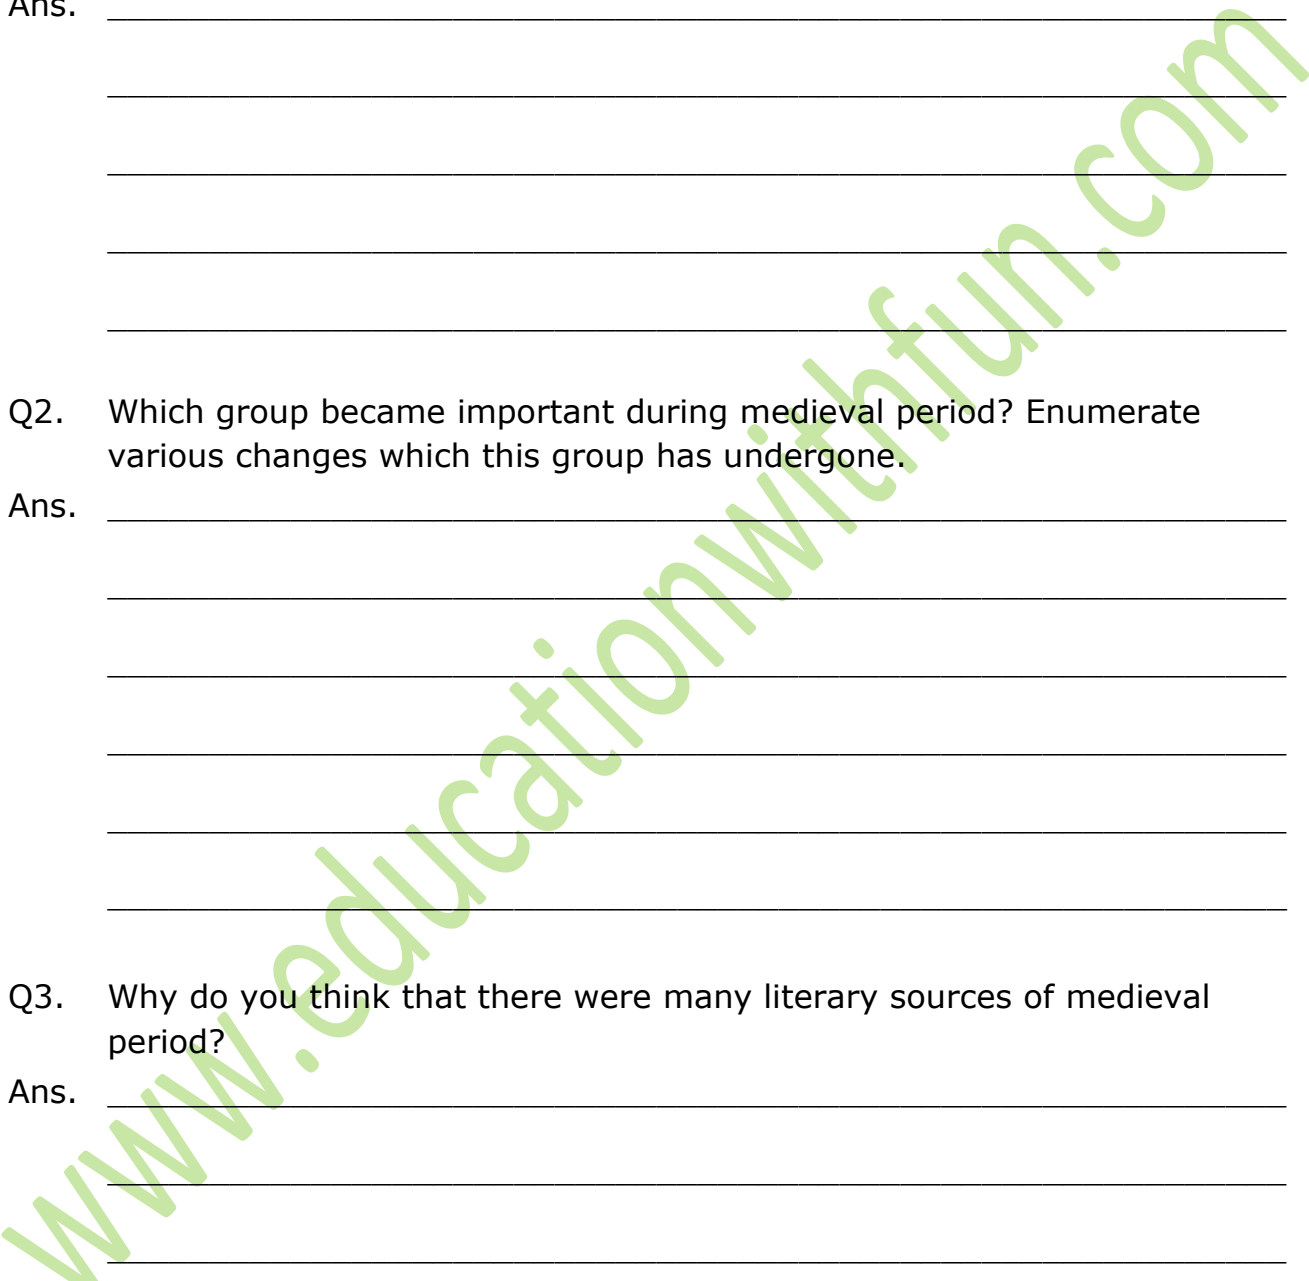 Ans.
Q2. Which group became important during medieval period? Enumerate
various changes which this group has undergone.
Ans.
Q3. Why do you think that there were many literary sources of medieval
period?
Ans.
www.educationwithfun.com